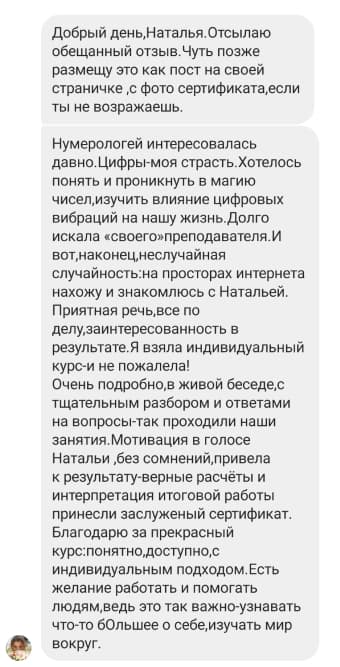 Добрый день,Наталья.Отсылаю
обещанный отзыв.Чуть позже
размещу это как пост на своей
страничке ,с фото сертификата,если
ты не возражаешь.
Нумерологей интересовалась
давно.Цифры-моя страсть.Хотелось
понять и проникнуть в магию
чисел,изучить влияние цифровых
вибраций на нашу жизнь.Долго
искала «своего»преподавателя.И
вот,наконец,неслучайная
случайность:на просторах интернета
нахожу и знакомлюсь с Натальей.
Приятная речь,все по
делу,заинтересованность в
результате.Я взяла индивидуальный
курс-и не пожалела!
Очень подробно,в живой беседе,с
тщательным разбором и ответами
на вопросы-так проходили наши
занятия.Мотивация в голосе
Натальи ,без сомнений,привела
к результату-верные расчёты и
интерпретация итоговой работы
принесли заслуженый сертификат.
Благодарю за прекрасный
курс:понятно,доступно,с
индивидуальным подходом.Есть
желание работать и помогать
людям,ведь это так важно-узнавать
что-то бОльшее о себе,изучать мир
вокруг.